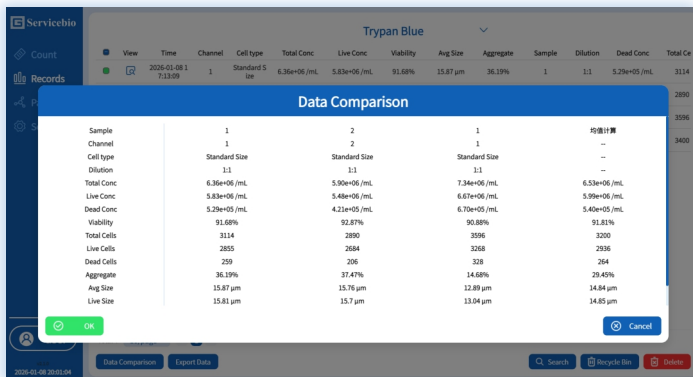 Servicebio
Trypan Blue
Count
View Time Channel Cell type Total Conc Live Conc Viability Avg Size Aggregate Sample Dilution Dead Conc Total Ce
Records
2026-01-08 1
7:13:09 1 Standard S
ize 6.36e+06 /mL 5.83e+06 /mL 91.68% 15.87 μm 36.19% 1 1:1 5.29e+05 /mL 3114
2890
3596
3400
Data Comparison
Sample 1 2 1 均值计算
Channel 1 2 1 --
Cell type Standard Size Standard Size Standard Size --
Dilution 1:1 1:1 1:1 --
Total Conc 6.36e+06 /mL 5.90e+06 /mL 7.34e+06 /mL 6.53e+06 /mL
Live Conc 5.83e+06 /mL 5.48e+06 /mL 6.67e+06 /mL 5.99e+06 /mL
Dead Conc 5.29e+05 /mL 4.21e+05 /mL 6.70e+05 /mL 5.40e+05 /mL
Viability 91.68% 92.87% 90.88% 91.81%
Total Cells 3114 2890 3596 3200
Live Cells 2855 2684 3268 2936
Dead Cells 259 206 328 264
Aggregate 36.19% 37.47% 14.68% 29.45%
Avg Size 15.87 μm 15.76 μm 12.89 μm 14.84 μm
Live Size 15.81 μm 15.7 μm 13.04 μm 14.85 μm
OK Cancel
Data Comparison Export Data Search Recycle Bin Delete
2026-01-08 20:01:04